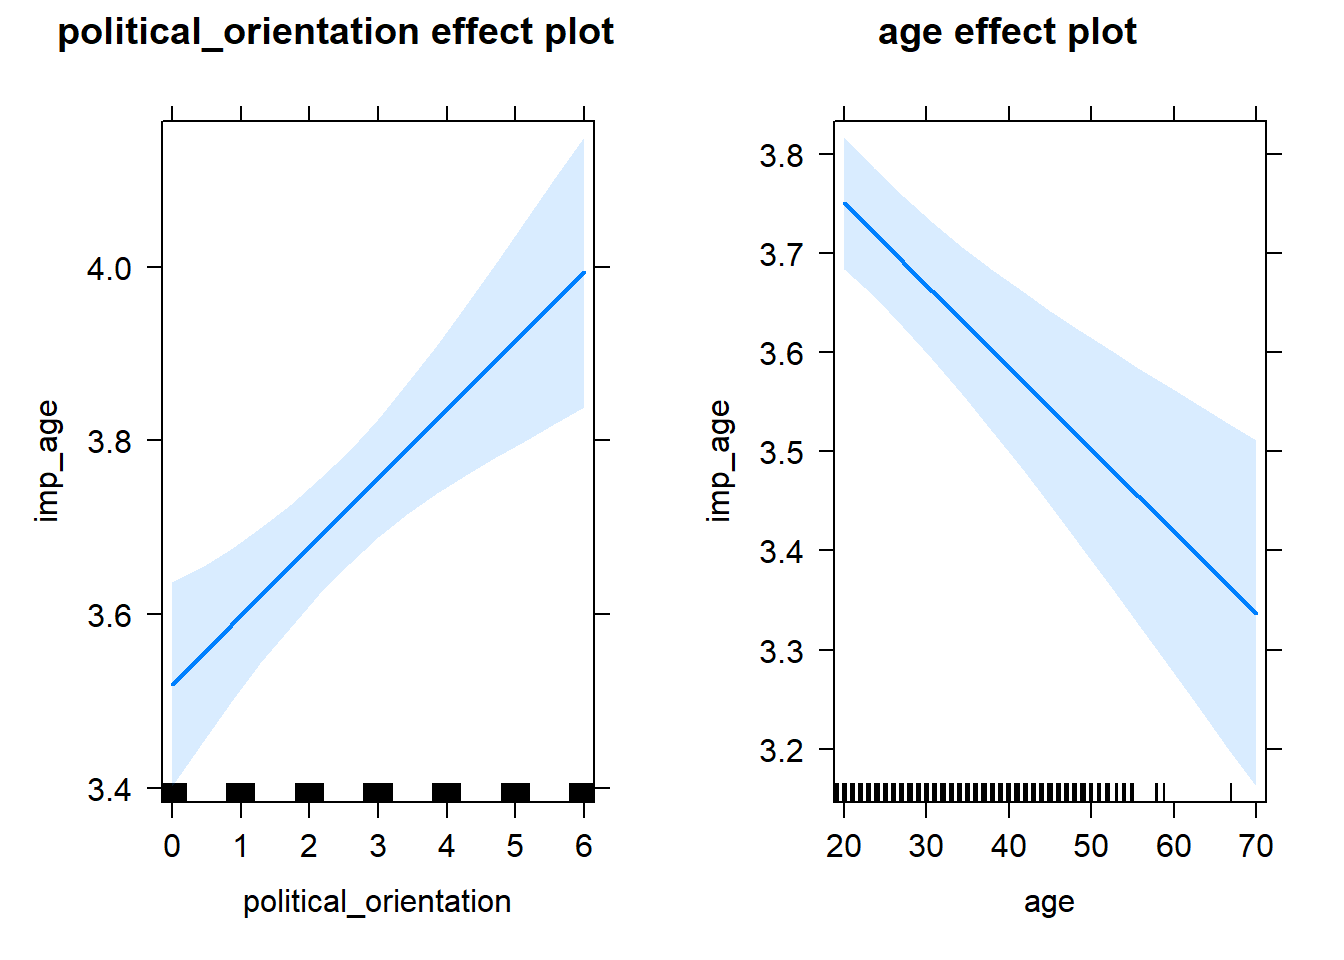 political_orientation effect plot
imp_age
4.0
3.8
3.6
3.4
0 1 2 3 4 5 6
political_orientation
age effect plot
imp_age
3.8
3.7
3.6
3.5
3.4
3.3
3.2
20 30 40 50 60 70
age